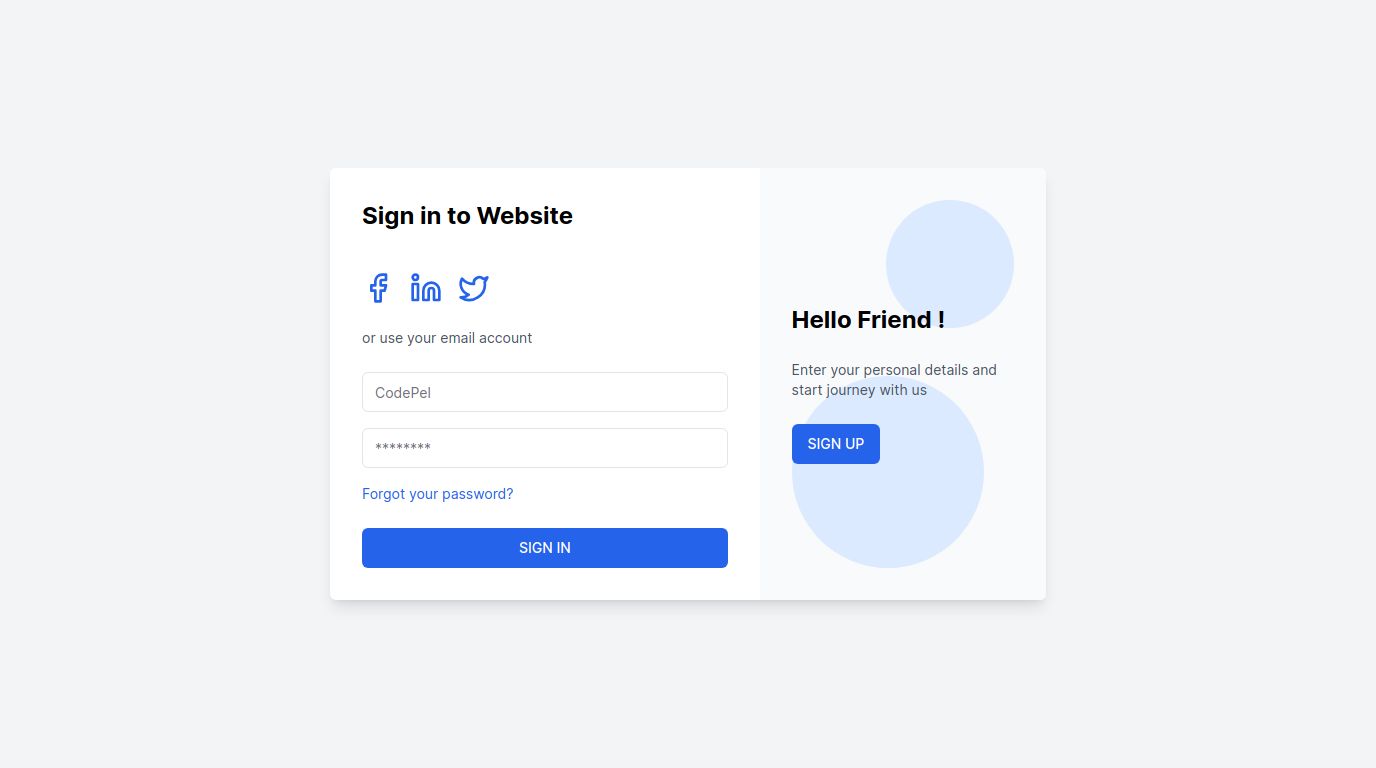 Sign in to Website
or use your email account
CodePel
********
Forgot your password?
SIGN IN
Hello Friend !
Enter your personal details and
start journey with us
SIGN UP